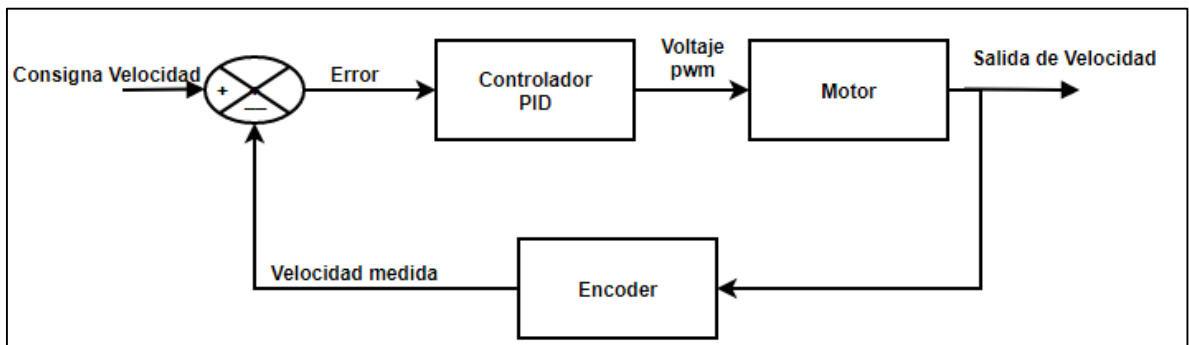 Consigna Velocidad
+
—
Error
Controlador
PID
Voltaje
pwm
Motor
Salida de Velocidad
Velocidad medida
Encoder